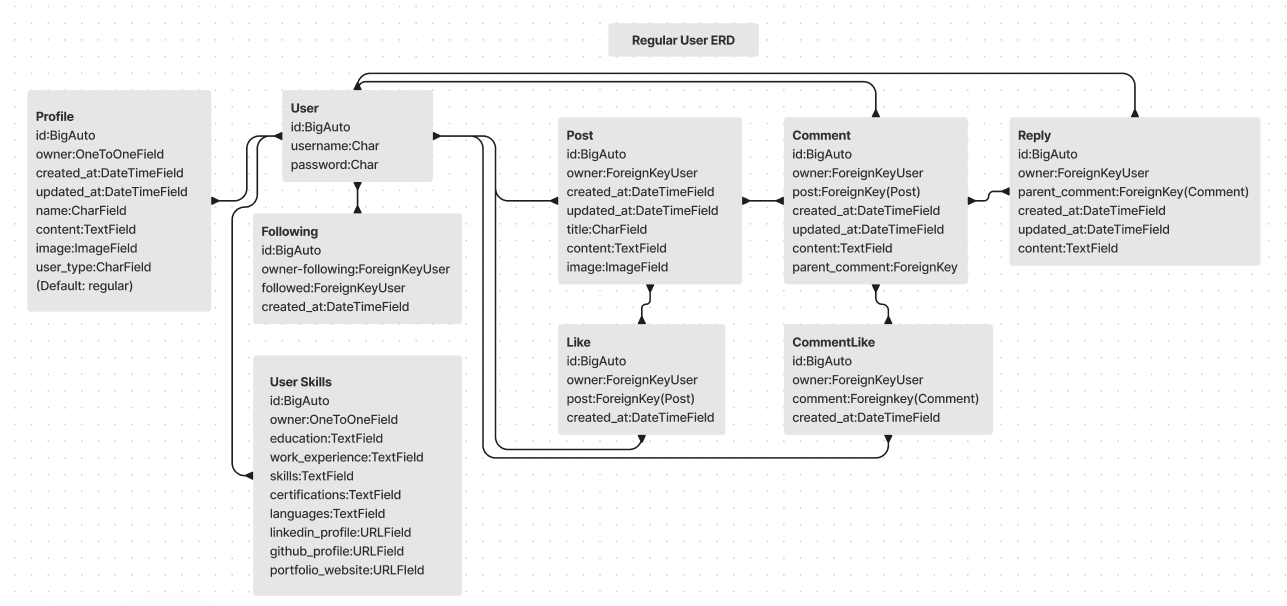 Regular User ERD
Profile
id:BigAuto
owner:OneToOneField
created_at:DateTimeField
updated_at:DateTimeField
name:CharField
content:TextField
image:ImageField
user_type:CharField
(Default: regular)
User
id:BigAuto
username:Char
password:Char
Following
id:BigAuto
owner-following:ForeignKeyUser
followed:ForeignKeyUser
created_at:DateTimeField
User Skills
id:BigAuto
owner:OneToOneField
education:TextField
work_experience:TextField
skills:TextField
certifications:TextField
languages:TextField
linkedin_profile:URLField
github_profile:URLField
portfolio_website:URLFIeld
Post
id:BigAuto
owner:ForeignKeyUser
created_at:DateTimeField
updated_at:DateTimeField
title:CharField
content:TextField
image:ImageField
Like
id:BigAuto
owner:ForeignKeyUser
post:ForeignKey(Post)
created_at:DateTimeField
Comment
id:BigAuto
owner:ForeignKeyUser
post:ForeignKey(Post)
created_at:DateTimeField
updated_at:DateTimeField
content:TextField
parent_comment:ForeignKey
CommentLike
id:BigAuto
owner:ForeignKeyUser
comment:Foreignkey(Comment)
created_at:DateTimeField
Reply
id:BigAuto
owner:ForeignKeyUser
parent_comment:ForeignKey(Comment)
created_at:DateTimeField
updated_at:DateTimeField
content:TextField